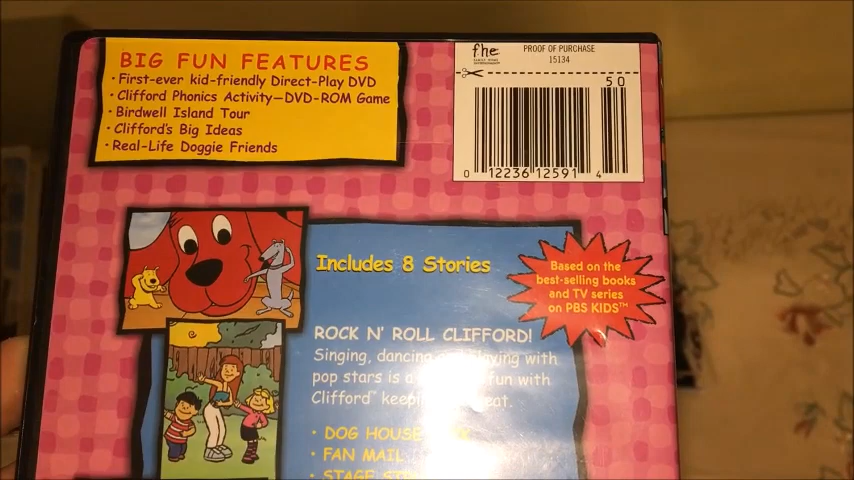 BIG FUN FEATURES
• First-ever kid-friendly Direct-Play DVD
• Clifford Phonics Activity—DVD-ROM Game
• Birdwell Island Tour
• Clifford's Big Ideas
• Real-Life Doggie Friends
fhe
PROOF OF PURCHASE
15134
50
0 12236 12591 4
Includes 8 Stories
Based on the
best-selling books
and TV series
on PBS KIDS™
ROCK N' ROLL CLIFFORD!
Singing, dancing playing with
pop stars is fun with
Clifford™
• DOG HOUSE
• FAN MAIL